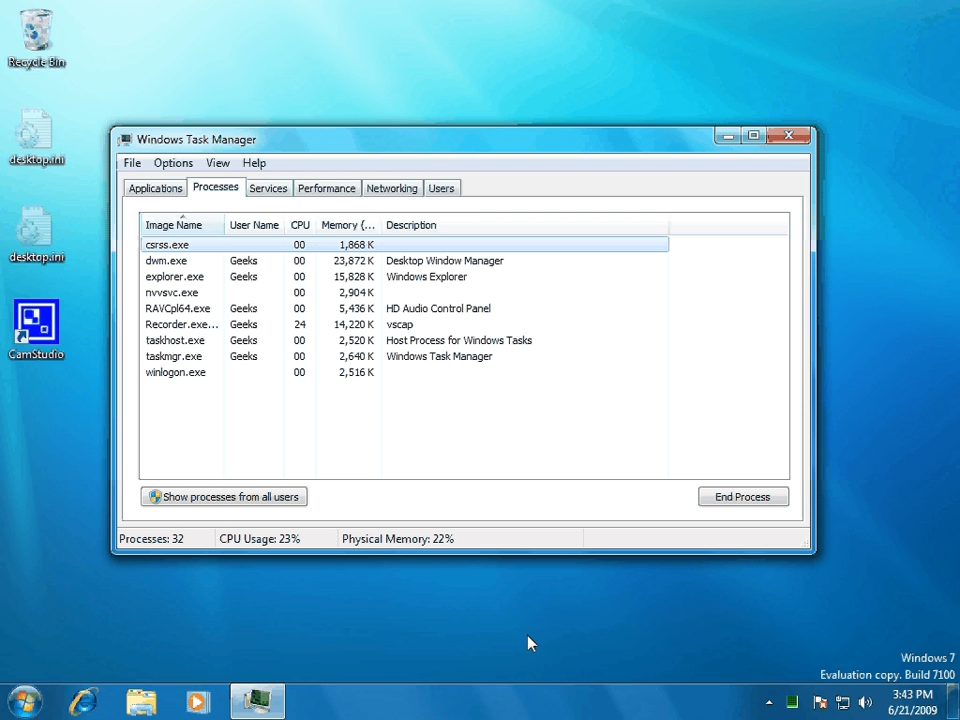 Recycle Bin
desktop.ini
desktop.ini
CamStudio
Windows Task Manager
File Options View Help
Applications Processes Services Performance Networking Users
Image Name User Name CPU Memory (... Description
csrss.exe 00 1,868 K
dwm.exe Geeks 00 23,872 K Desktop Window Manager
explorer.exe Geeks 00 15,828 K Windows Explorer
nvvsvc.exe 00 2,904 K
RAVCpl64.exe Geeks 00 5,436 K HD Audio Control Panel
Recorder.exe... Geeks 24 14,220 K vscap
taskhost.exe Geeks 00 2,520 K Host Process for Windows Tasks
taskmgr.exe Geeks 00 2,640 K Windows Task Manager
winlogon.exe 00 2,516 K
Show processes from all users End Process
Processes: 32 CPU Usage: 23% Physical Memory: 22%
Windows 7
Evaluation copy. Build 7100
3:43 PM
6/21/2009